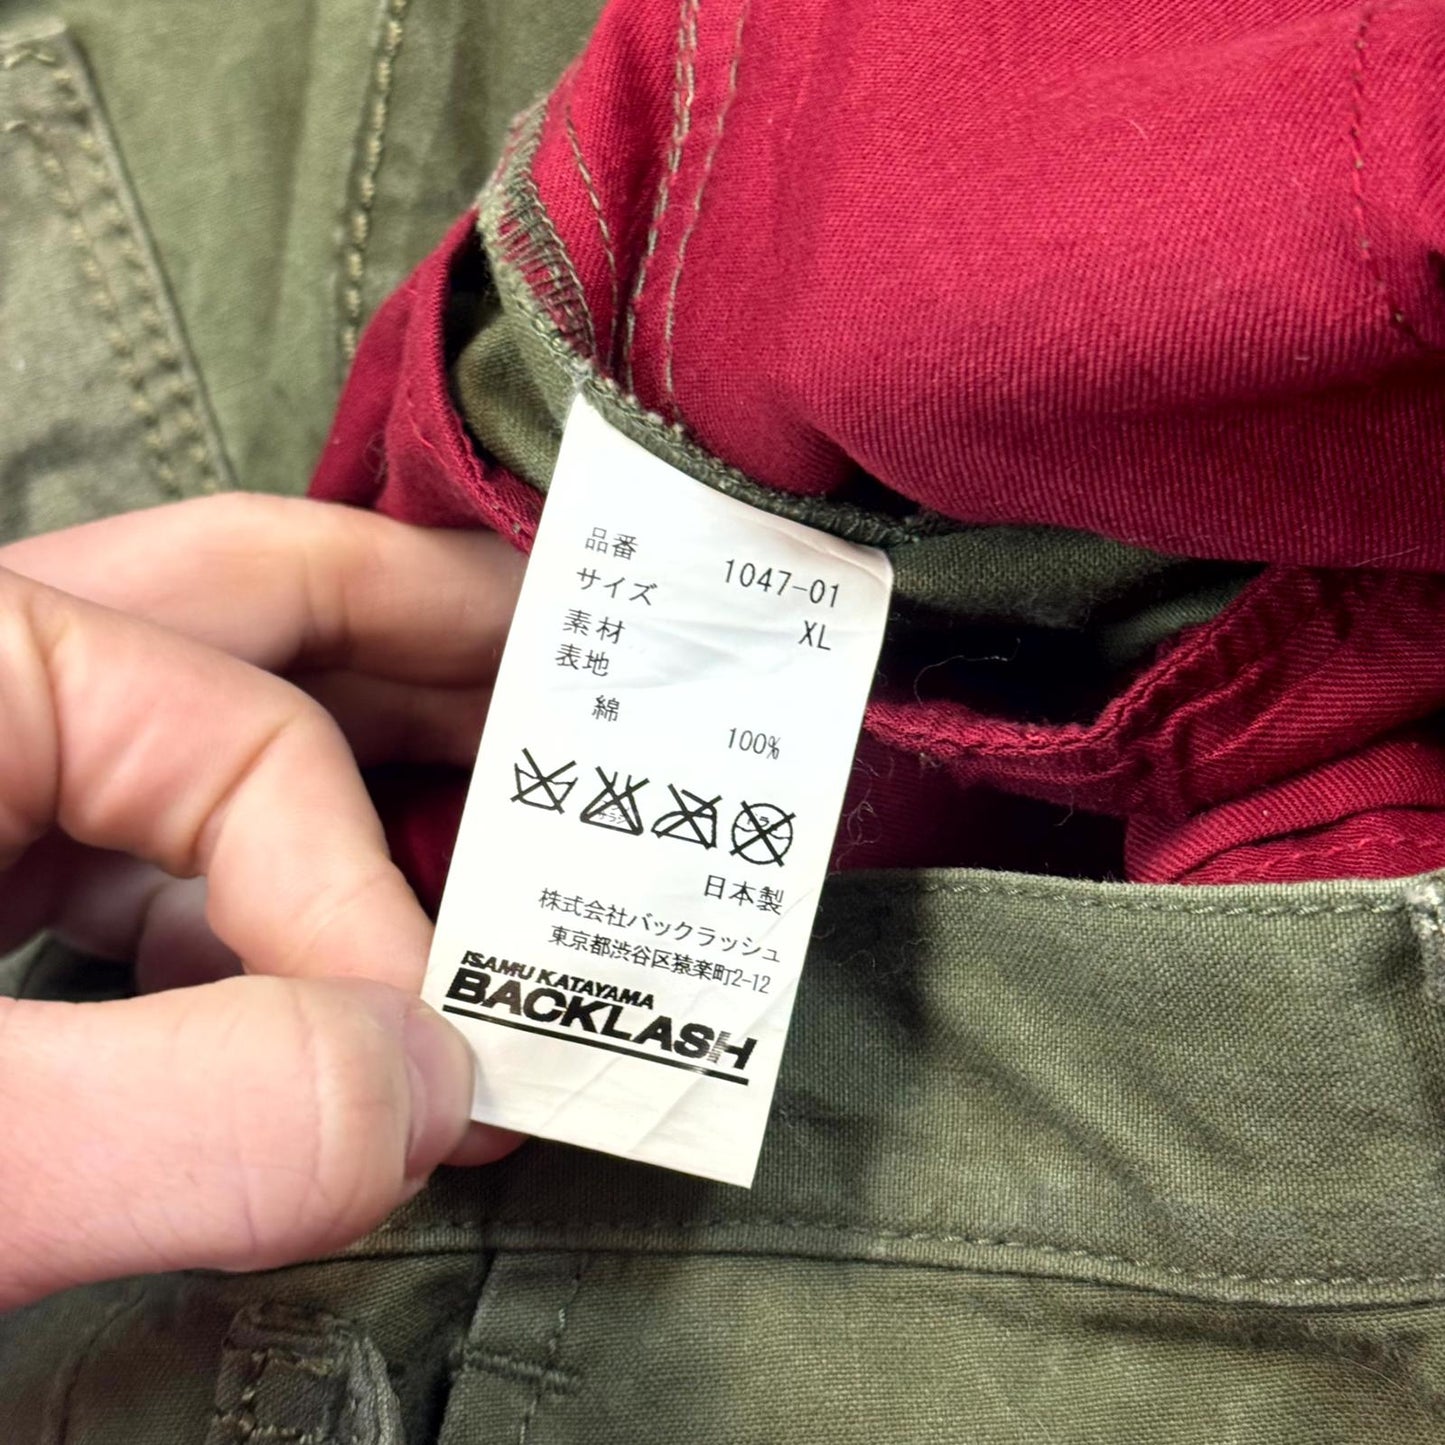 品番 1047-01
サイズ XL
素材
表地
綿 100%
日本製
株式会社バックラッシュ
東京都渋谷区猿楽町2-12
ISAMU KATAYAMA
BACKLASH